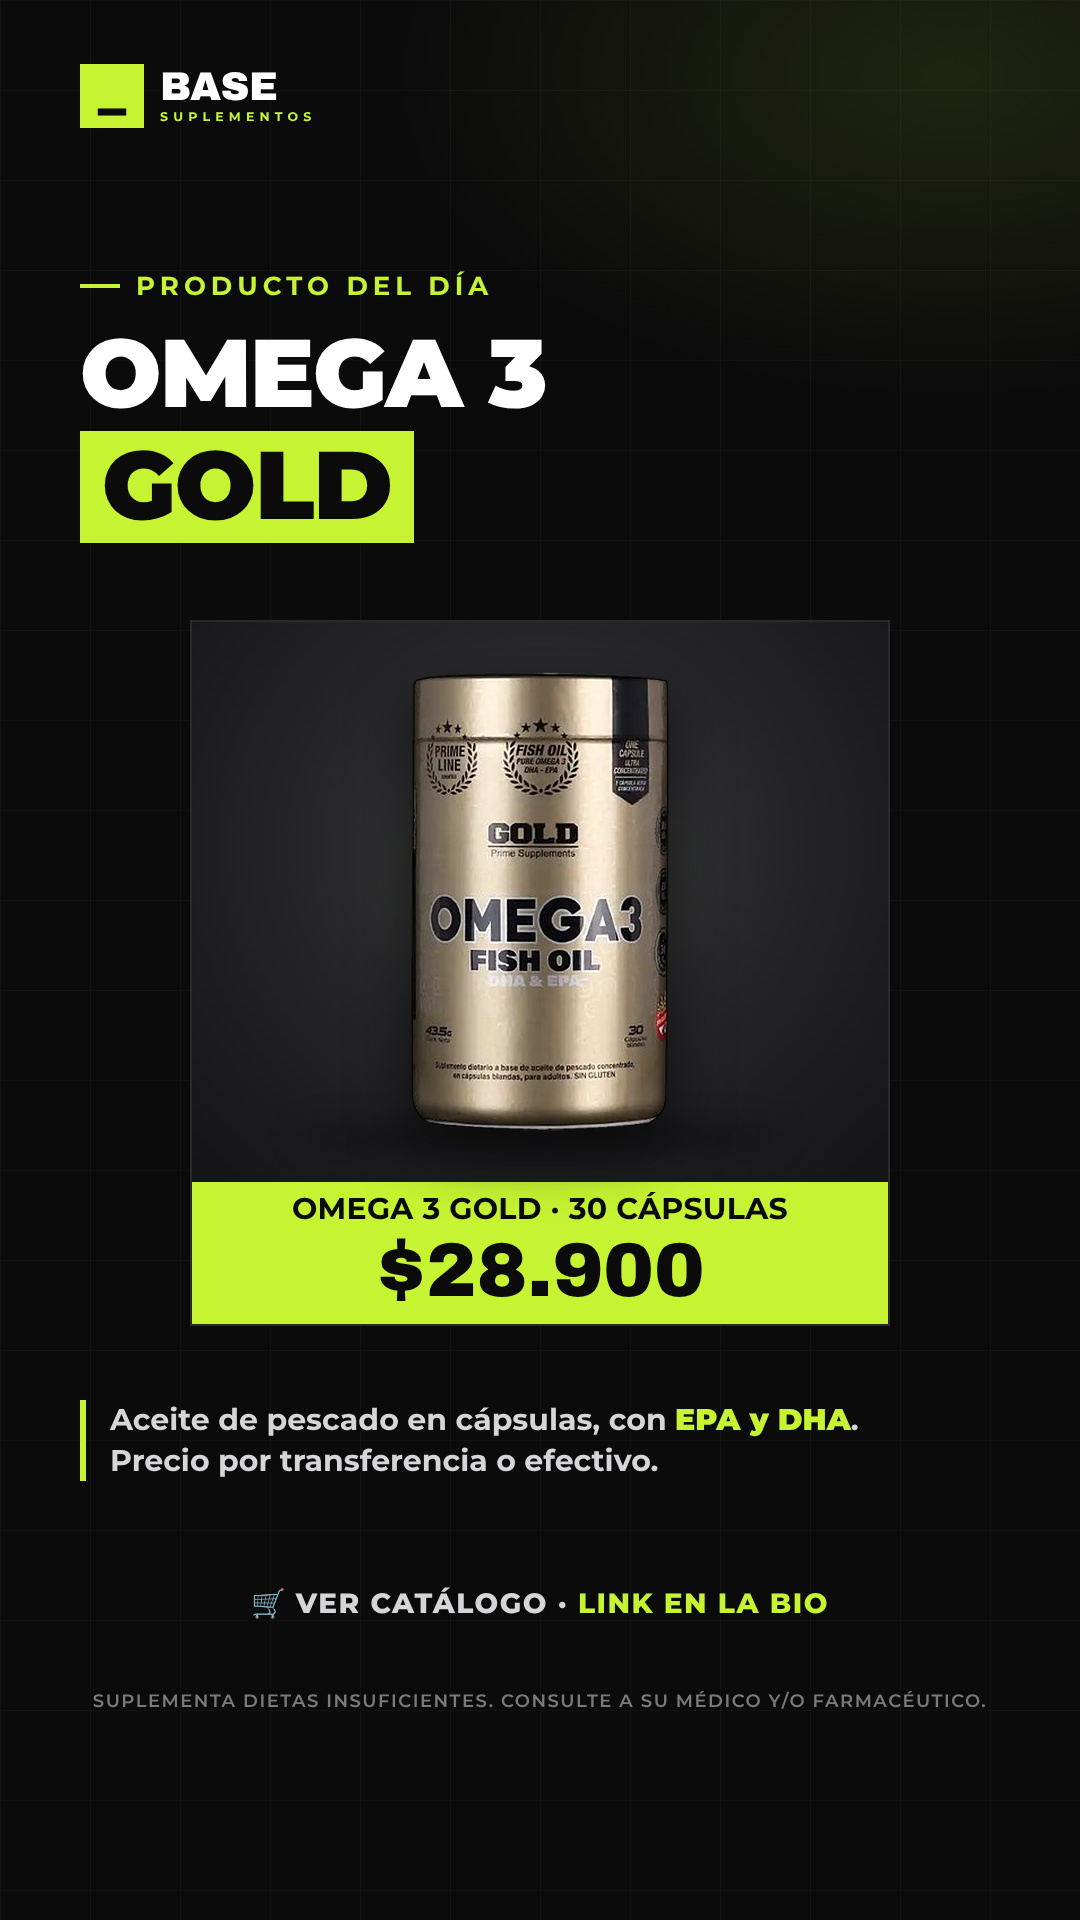 BASE
SUPLEMENTOS
PRODUCTO DEL DÍA
OMEGA 3
GOLD
PRIME
LINE
FISH OIL
PURE OMEGA 3
DHA - EPA
ONE
CAPSULE
ULTRA
CONCENTRATED
GOLD
Prime Supplements
OMEGA3
FISH OIL
DHA & EPA
43.5G
30
Cápsulas
blandas
Suplemento dietario a base de aceite de pescado concentrado,
en cápsulas blandas, para adultos. SIN GLUTEN
OMEGA 3 GOLD · 30 CÁPSULAS
$28.900
Aceite de pescado en cápsulas, con EPA y DHA.
Precio por transferencia o efectivo.
🛒 VER CATÁLOGO · LINK EN LA BIO
SUPLEMENTA DIETAS INSUFICIENTES. CONSULTE A SU MÉDICO Y/O FARMACÉUTICO.